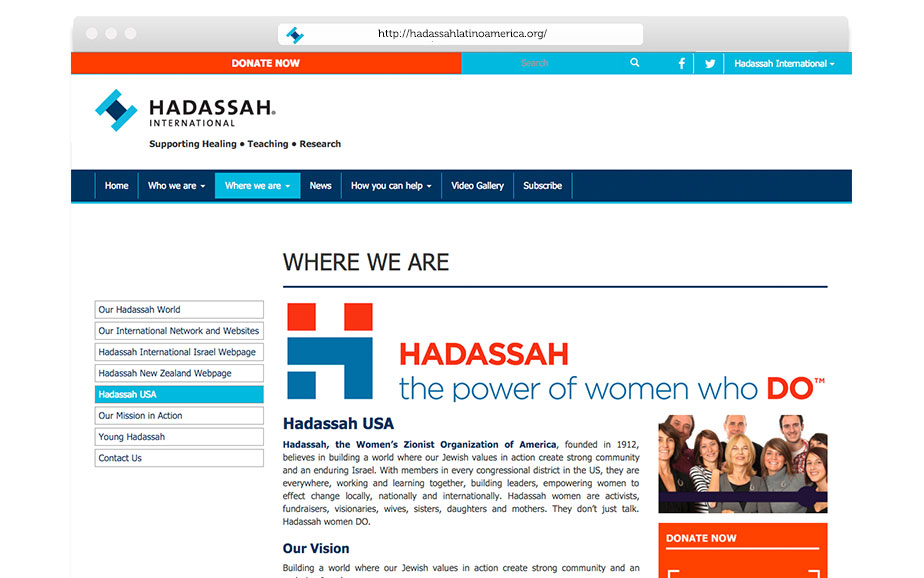 http://hadassahlatinoamerica.org/
DONATE NOW
Search
Hadassah International
HADASSAH®
INTERNATIONAL
Supporting Healing ● Teaching ● Research
Home
Who we are
Where we are
News
How you can help
Video Gallery
Subscribe
WHERE WE ARE
Our Hadassah World
Our International Network and Websites
Hadassah International Israel Webpage
Hadassah New Zealand Webpage
Hadassah USA
Our Mission in Action
Young Hadassah
Contact Us
HADASSAH
the power of women who DO™
Hadassah USA
Hadassah, the Women's Zionist Organization of America, founded in 1912,
believes in building a world where our Jewish values in action create strong community
and an enduring Israel. With members in every congressional district in the US, they are
everywhere, working and learning together, building leaders, empowering women to
effect change locally, nationally and internationally. Hadassah women are activists,
fundraisers, visionaries, wives, sisters, daughters and mothers. They don't just talk.
Hadassah women DO.
Our Vision
Building a world where our Jewish values in action create strong community and an
DONATE NOW